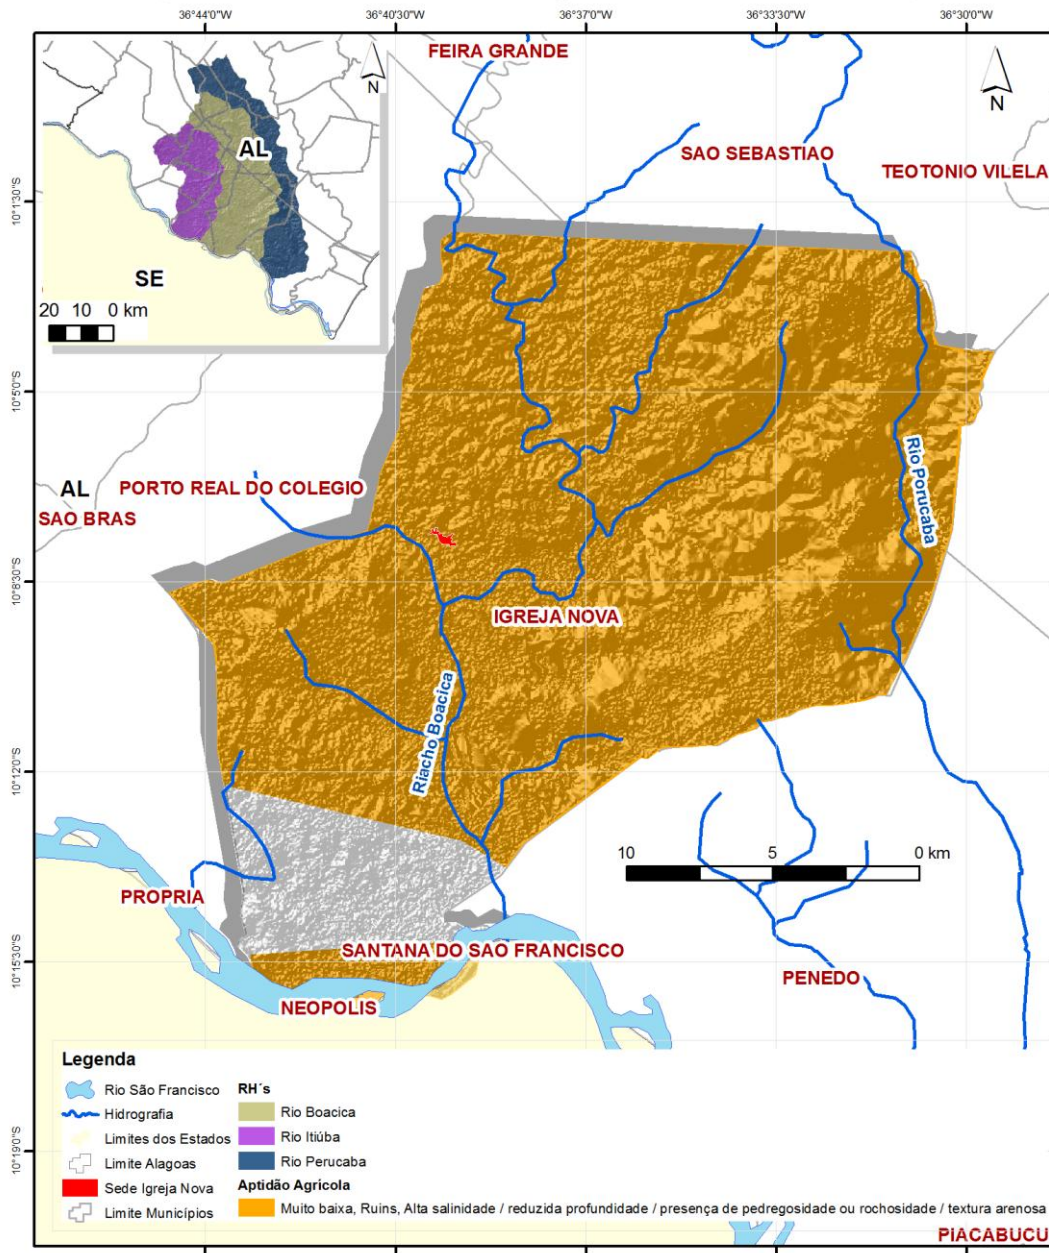 36°44'0"W 36°40'30"W 36°37'0"W 36°33'30"W 36°30'0"W
FEIRA GRANDE
N
N
AL
SAO SEBASTIAO
TEOTONIO VILELA
10°1'30"S
SE
20 10 0 km
10°5'0"S
Rio Porucaba
AL
PORTO REAL DO COLEGIO
SAO BRAS
10°8'30"S
IGREJA NOVA
Riacho Boacica
10°12'0"S
10 5 0 km
PROPRIA
SANTANA DO SAO FRANCISCO
10°15'30"S
PENEDO
NEOPOLIS
Legenda
Rio São Francisco
Hidrografia
Limites dos Estados
Limite Alagoas
Sede Igreja Nova
Limite Municípios
RH´s
Rio Boacica
Rio Itiúba
Rio Perucaba
Aptidão Agrícola
Muito baixa, Ruins, Alta salinidade / reduzida profundidade / presença de pedregosidade ou rochosidade / textura arenosa
10°19'0"S
PIACABUCU